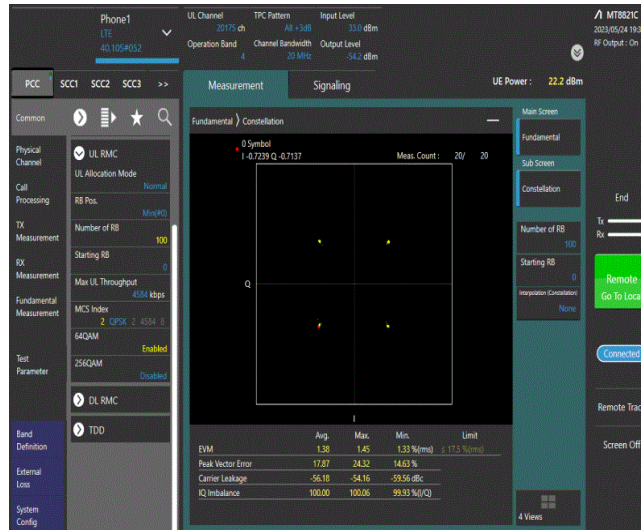 Phone1
LTE
40.105#052
UL Channel TPC Pattern Input Level
20175 ch Alt +3dB 33.0 dBm
Operation Band Channel Bandwidth Output Level
4 20 MHz -54.2 dBm
MT8821C
2023/05/24 19:3
RF Output : On
PCC SCC1 SCC2 SCC3 >>
Measurement Signaling UE Power : 22.2 dBm
Common
Physical Channel
Call Processing
TX Measurement
RX Measurement
Fundamental Measurement
Test Parameter
Band Definition
External Loss
System Config
UL RMC
UL Allocation Mode
Normal
RB Pos.
Min(#0)
Number of RB
100
Starting RB
0
Max UL Throughput
4584 kbps
MCS Index
2 QPSK 2 4584 8
64QAM
Enabled
256QAM
Disabled
DL RMC
TDD
Fundamental Constellation
0 Symbol
I -0.7239 Q -0.7137 Meas. Count : 20/ 20
Q
I
Avg. Max. Min. Limit
EVM 1.38 1.45 1.33 %(rms) ≤ 17.5 %(rms)
Peak Vector Error 17.87 24.32 14.63 %
Carrier Leakage -56.18 -54.16 -59.56 dBc
IQ Imbalance 100.00 100.06 99.93 %(I/Q)
Main Screen
Fundamental
Sub Screen
Constellation
Number of RB
100
Starting RB
0
Interpolation (Constellation)
None
4 Views
End
Tx
Rx
Remote
Go To Loca
Connected
Remote Trac
Screen Off